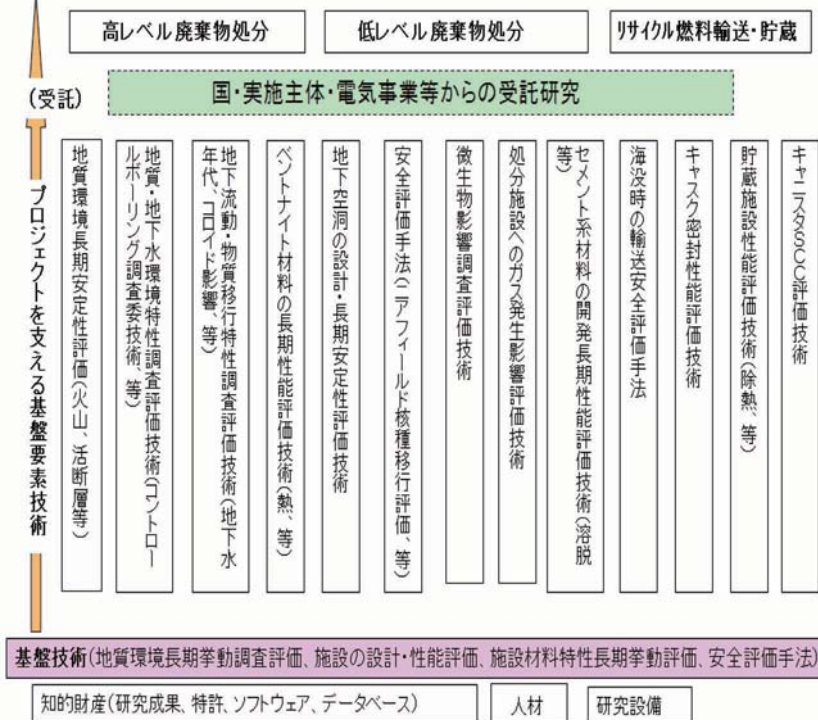 高レベル廃棄物処分
低レベル廃棄物処分
リサイクル燃料輸送・貯蔵
(受託)
国・実施主体・電気事業等からの受託研究
プロジェクトを支える基盤要素技術
地質環境長期安定性評価(火山、活断層等)
地質・地下水環境特性調査評価技術(コントロー
ルボーリング調査委技術、等)
地下流動・物質移行特性調査評価技術(地下水
年代、コロイド影響、等)
ベントナイト材料の長期性能評価技術(熱、等)
地下空洞の設計・長期安定性評価技術
安全評価手法(ニアフィールド核種移行評価、等)
微生物影響調査評価技術
処分施設へのガス発生影響評価技術
セメント系材料の開発長期性能評価技術(溶脱
等)
海没時の輸送安全評価手法
キャスク密封性能評価技術
貯蔵施設性能評価技術(除熱、等)
キャニスタSCC評価技術
基盤技術(地質環境長期挙動調査評価、施設の設計・性能評価、施設材料特性長期挙動評価、安全評価手法)
知的財産(研究成果、特許、ソフトウェア、データベース)
人材
研究設備